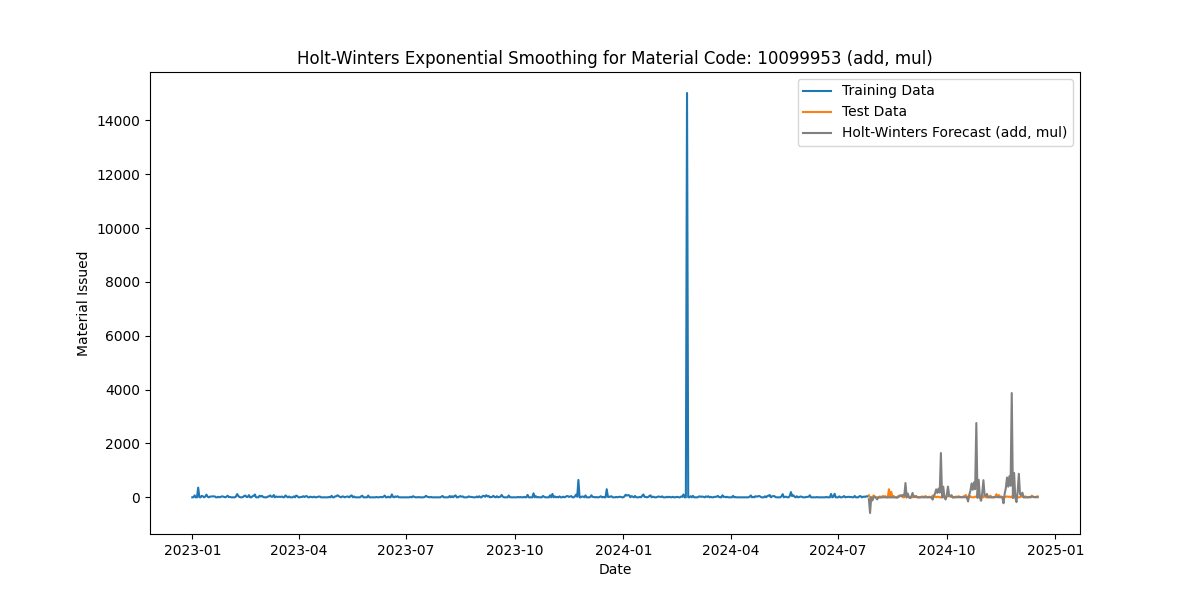 Holt-Winters Exponential Smoothing for Material Code: 10099953 (add, mul)
Training Data
Test Data
Holt-Winters Forecast (add, mul)
Material Issued
14000
12000
10000
8000
6000
4000
2000
0
2023-01
2023-04
2023-07
2023-10
2024-01
2024-04
2024-07
2024-10
2025-01
Date